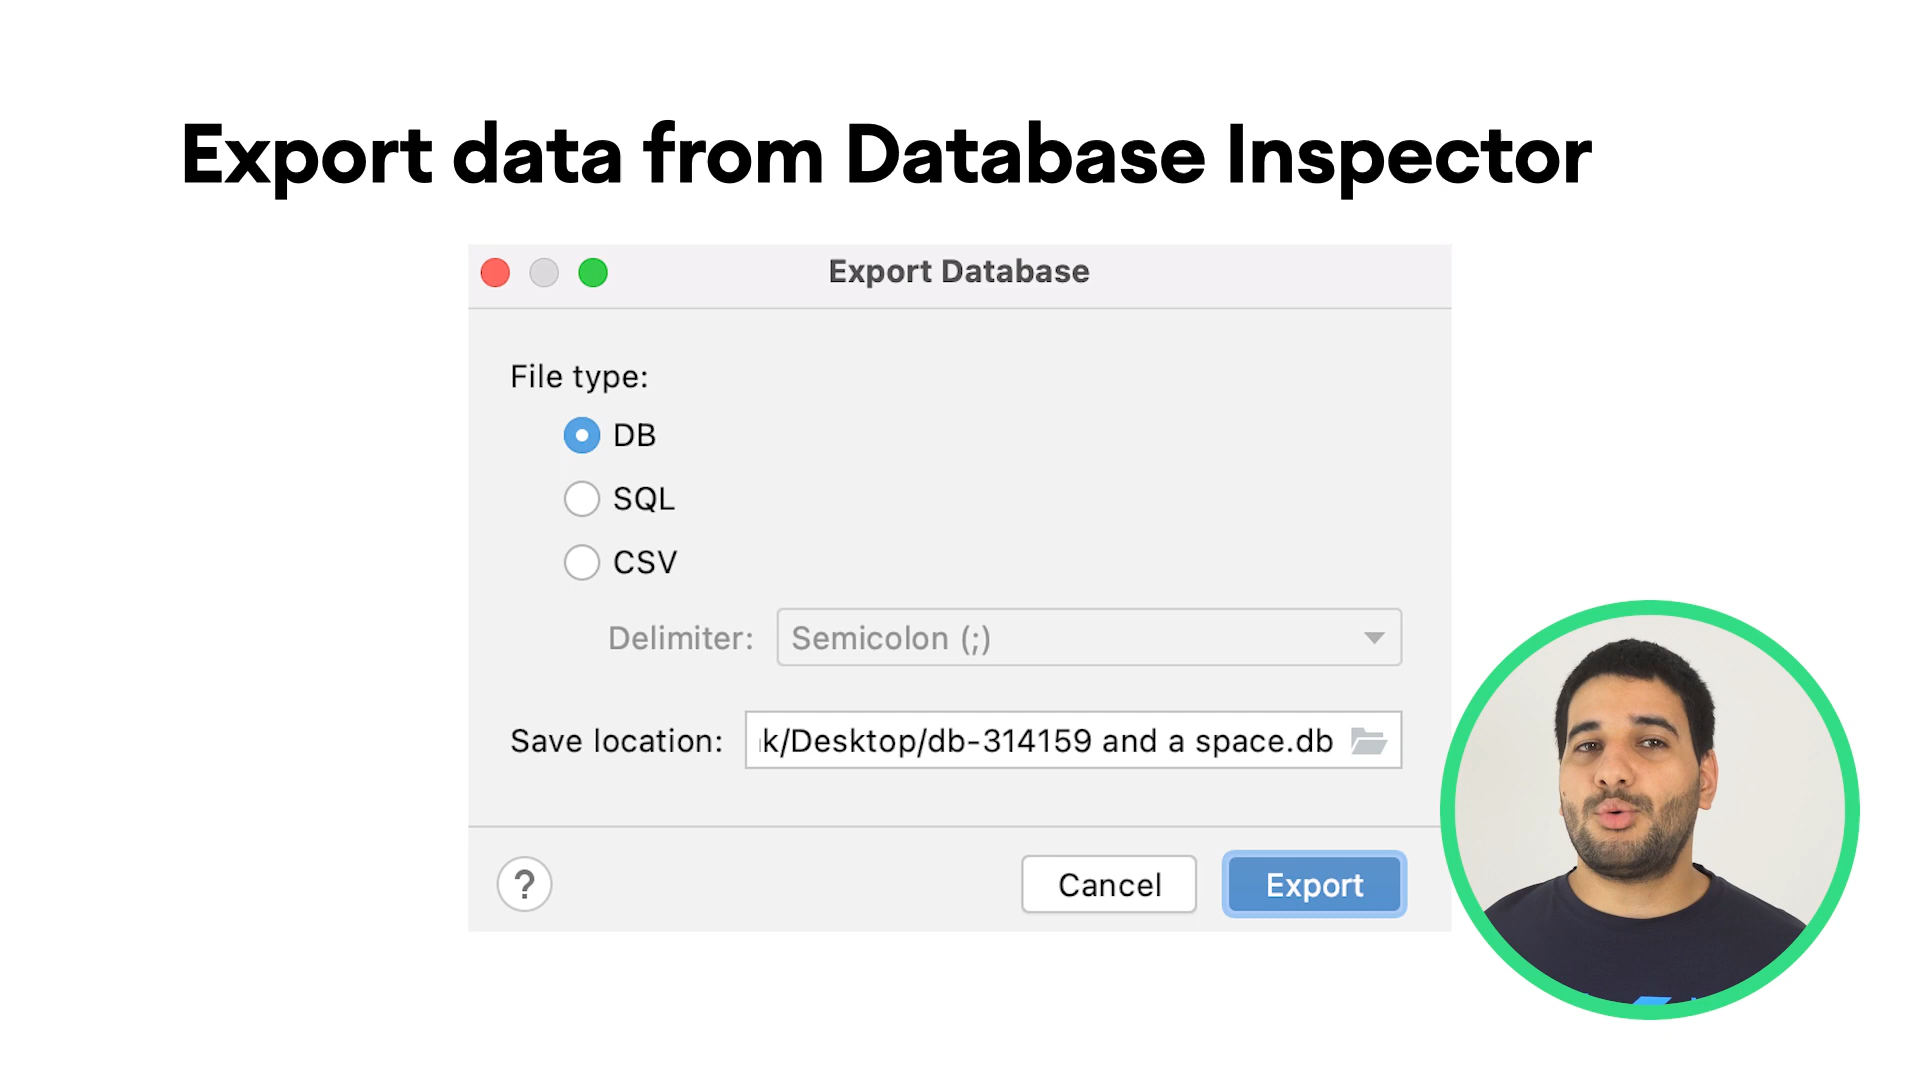 Export data from Database Inspector
Export Database
File type:
DB
SQL
CSV
Delimiter: Semicolon (;)
Save location: k/Desktop/db-314159 and a space.db
? Cancel Export